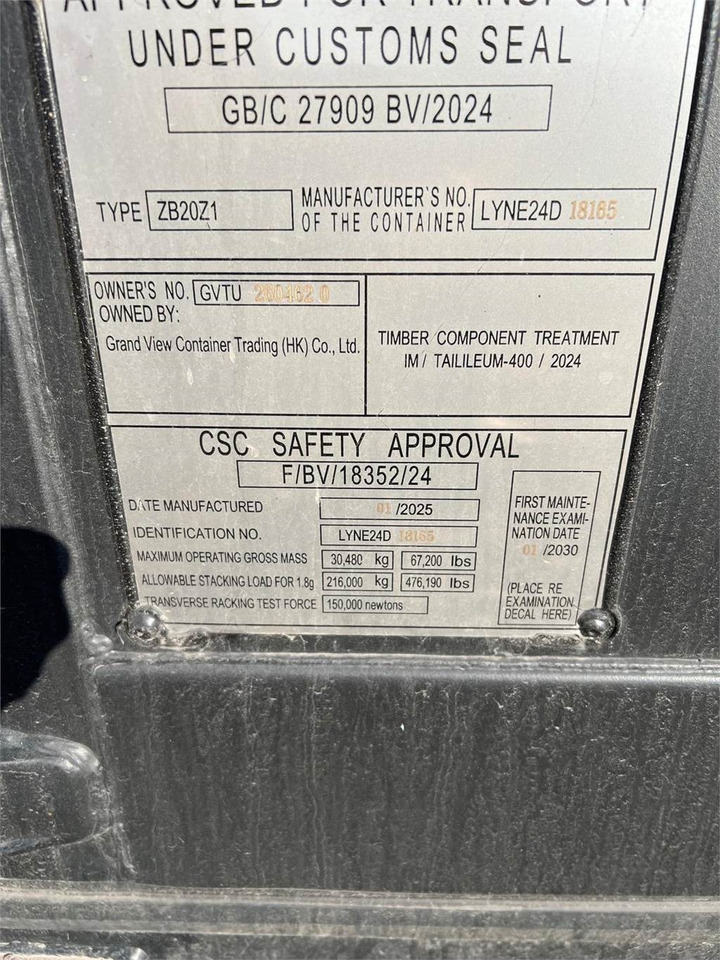 APPROVED FOR TRANSPORT
UNDER CUSTOMS SEAL
GB/C 27909 BV/2024
TYPE ZB20Z1
MANUFACTURER'S NO.
OF THE CONTAINER
LYNE24D 18165
OWNER'S NO. GVTU 280462 0
OWNED BY:
Grand View Container Trading (HK) Co., Ltd.
TIMBER COMPONENT TREATMENT
IM / TAILILEUM-400 / 2024
CSC SAFETY APPROVAL
F/BV/18352/24
DATE MANUFACTURED 01 /2025
IDENTIFICATION NO. LYNE24D 18165
MAXIMUM OPERATING GROSS MASS 30,480 kg 67,200 lbs
ALLOWABLE STACKING LOAD FOR 1.8g 216,000 kg 476,190 lbs
TRANSVERSE RACKING TEST FORCE 150,000 newtons
FIRST MAINTE-
NANCE EXAMI-
NATION DATE
01 /2030
(PLACE RE
EXAMINATION
DECAL HERE)